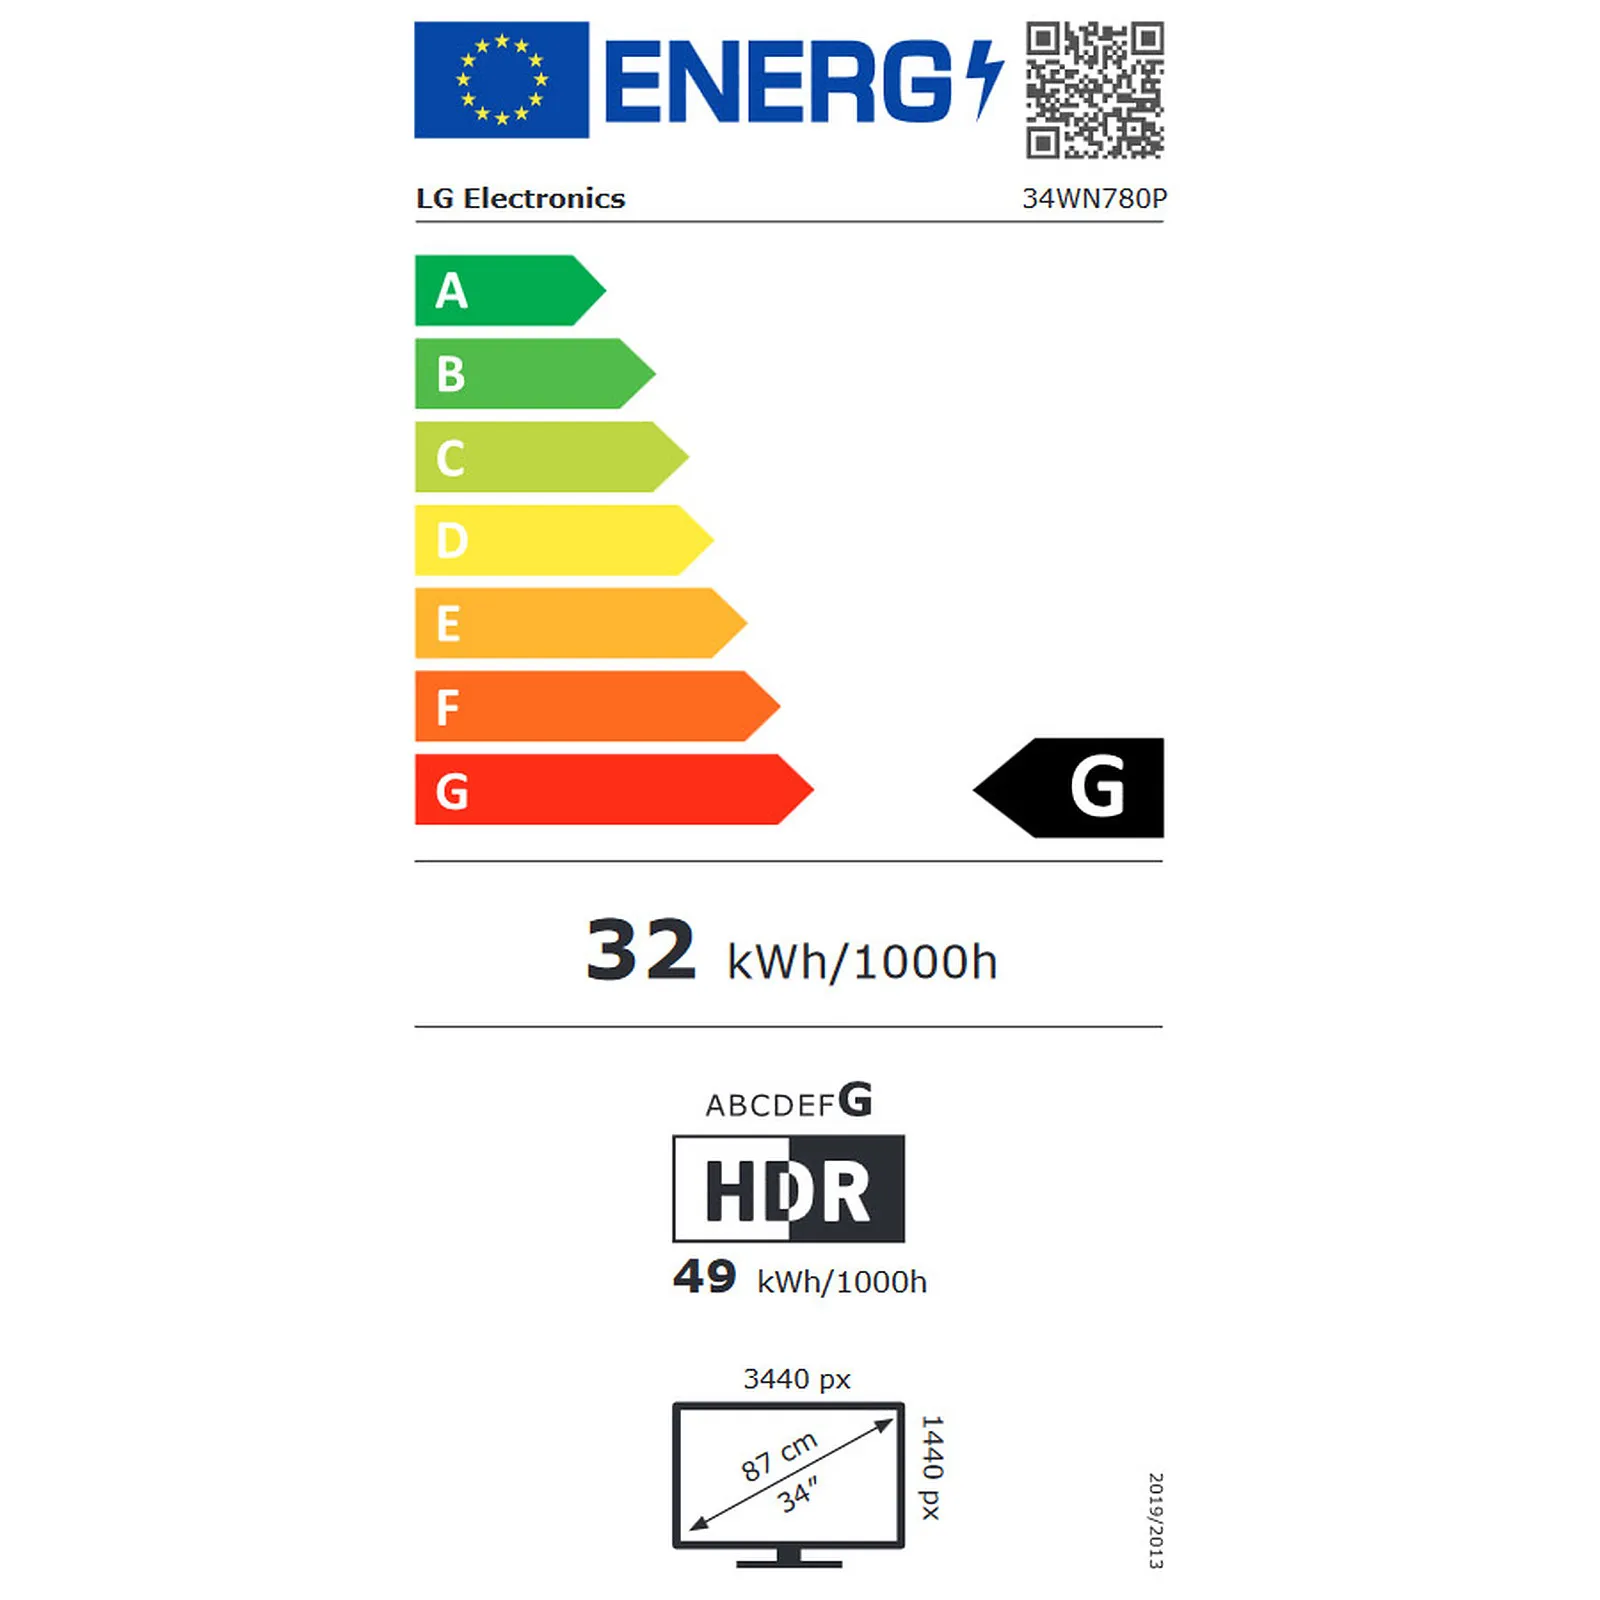 ENERG
LG Electronics
34WN780P
A
B
C
D
E
F
G
G
32 kWh/1000h
ABCDEFG
HDR
49 kWh/1000h
3440 px
1440 px
87 cm
34"
2019/2013